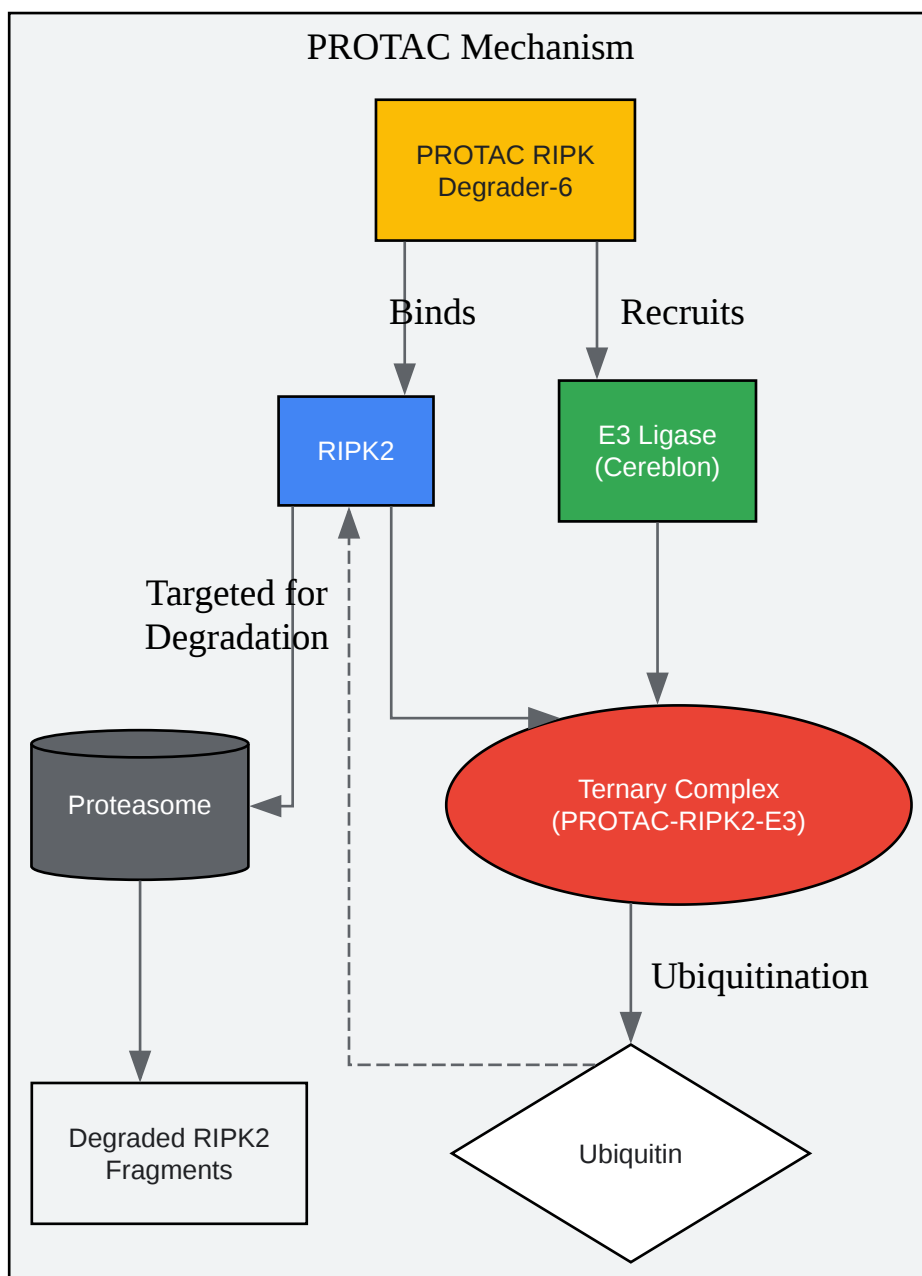 PROTAC Mechanism
PROTAC RIPK
Degrader-6
Binds
Recruits
RIPK2
E3 Ligase
(Cereblon)
Targeted for
Degradation
Proteasome
Ternary Complex
(PROTAC-RIPK2-E3)
Ubiquitination
Degraded RIPK2
Fragments
Ubiquitin